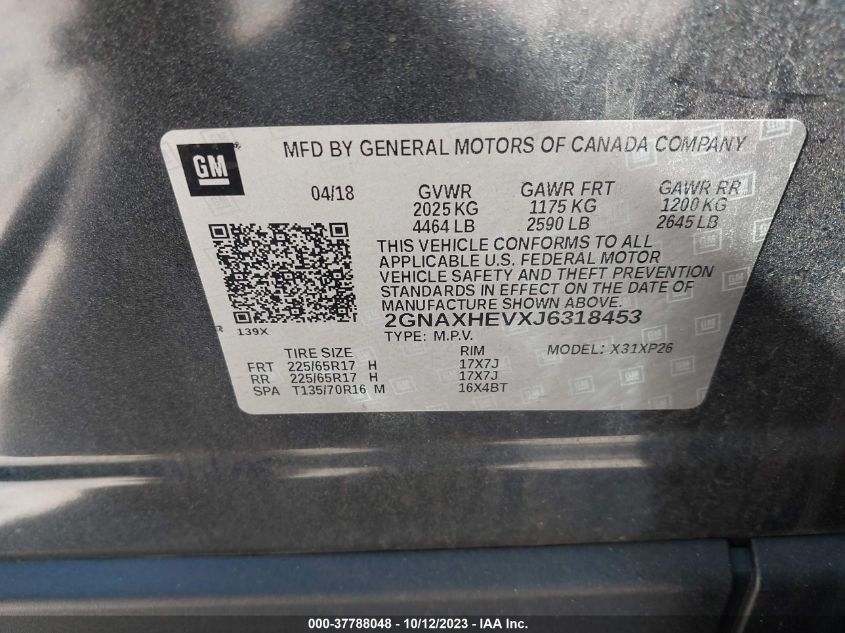 GM
MFD BY GENERAL MOTORS OF CANADA COMPANY
04/18 GVWR GAWR FRT GAWR RR
2025 KG 1175 KG 1200 KG
4464 LB 2590 LB 2645 LB
THIS VEHICLE CONFORMS TO ALL
APPLICABLE U.S. FEDERAL MOTOR
VEHICLE SAFETY AND THEFT PREVENTION
STANDARDS IN EFFECT ON THE DATE OF
MANUFACTURE SHOWN ABOVE.
R 139X 2GNAXHEVXJ6318453
TYPE: M.P.V. MODEL: X31XP26
TIRE SIZE RIM
FRT 225/65R17 H 17X7J
RR 225/65R17 H 17X7J
SPA T135/70R16 M 16X4BT
000-37788048 - 10/12/2023 - IAA Inc.